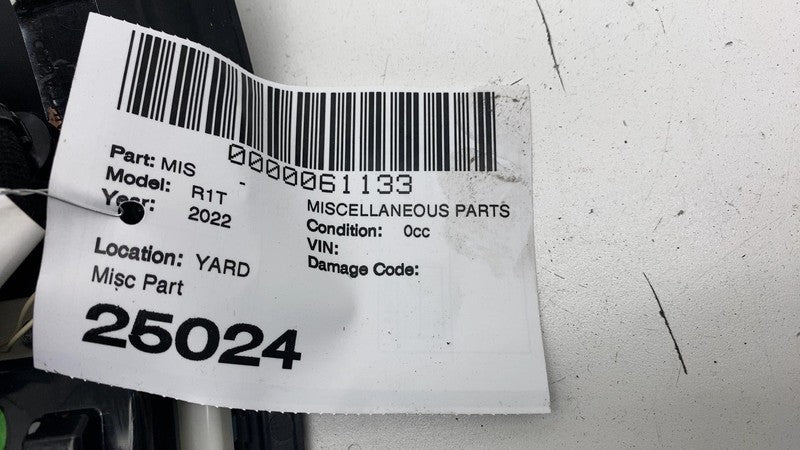 0000061133
Part: MIS -
Model: R1T
Year: 2022
MISCELLANEOUS PARTS
Condition: 0cc
VIN:
Damage Code:
Location: YARD
Misc Part
25024